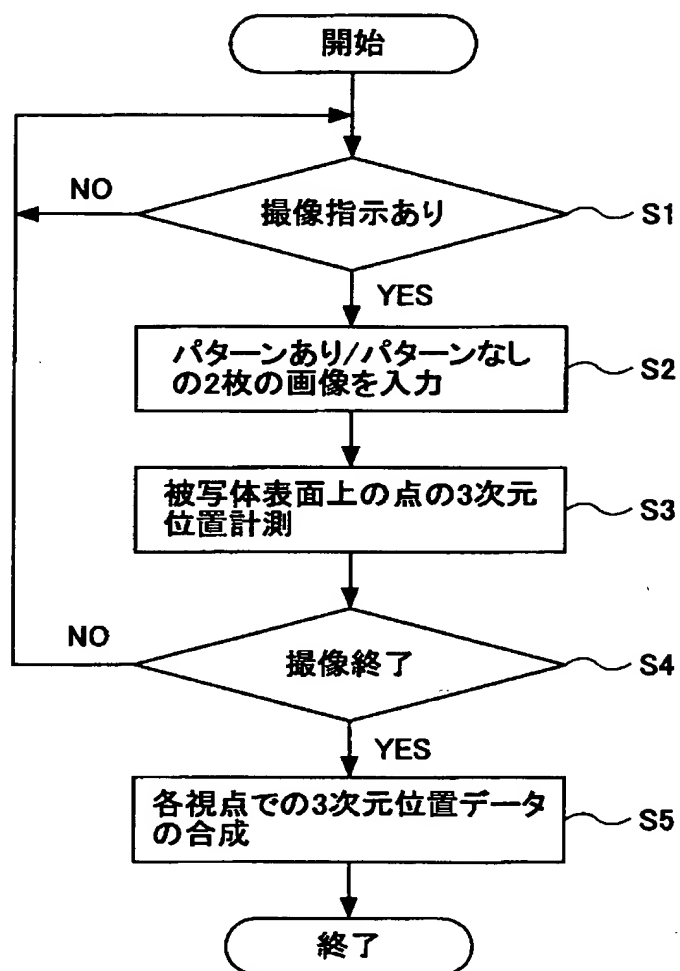 開始
NO
撮像指示あり
S1
YES
パターンあり/パターンなし
の2枚の画像を入力
S2
被写体表面上の点の3次元
位置計測
S3
NO
撮像終了
S4
YES
各視点での3次元位置データ
の合成
S5
終了